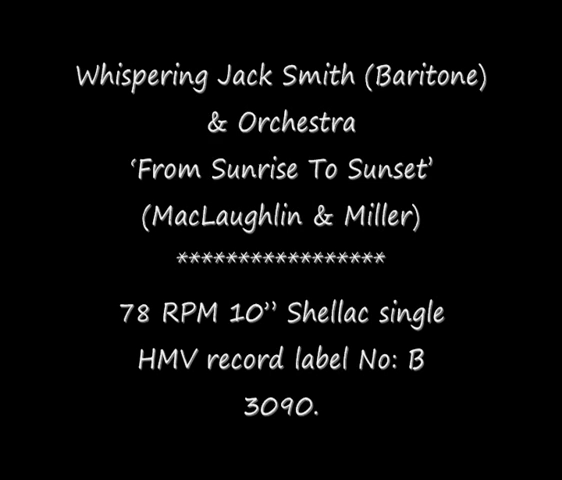 Whispering Jack Smith (Baritone)
& Orchestra
‘From Sunrise To Sunset’
(MacLaughlin & Miller)
*****************
78 RPM 10” Shellac single
HMV record label No: B
3090.